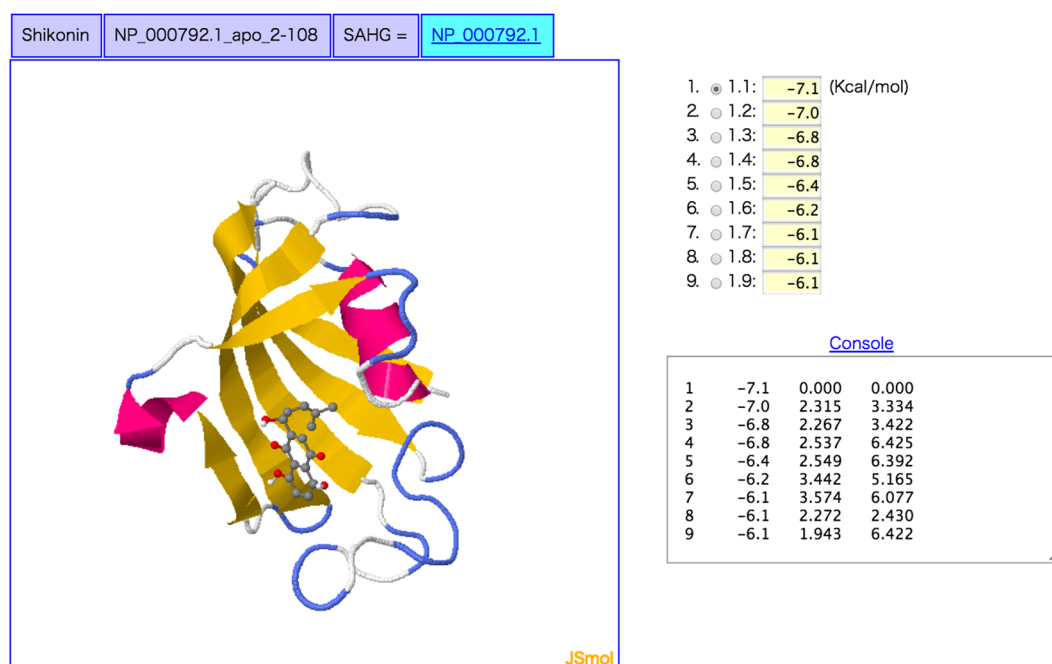 Shikonin NP_000792.1_apo_2-108 SAHG = NP_000792.1
1. 1.1: -7.1 (Kcal/mol)
2. 1.2: -7.0
3. 1.3: -6.8
4. 1.4: -6.8
5. 1.5: -6.4
6. 1.6: -6.2
7. 1.7: -6.1
8. 1.8: -6.1
9. 1.9: -6.1
Console
1 -7.1 0.000 0.000
2 -7.0 2.315 3.334
3 -6.8 2.267 3.422
4 -6.8 2.537 6.425
5 -6.4 2.549 6.392
6 -6.2 3.442 5.165
7 -6.1 3.574 6.077
8 -6.1 2.272 2.430
9 -6.1 1.943 6.422
JSmol